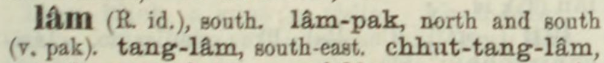 lâm (R. id.), south. lâm-pak, north and south
(v. pak). tang-lâm, south-east. chhut-tang-lâm,